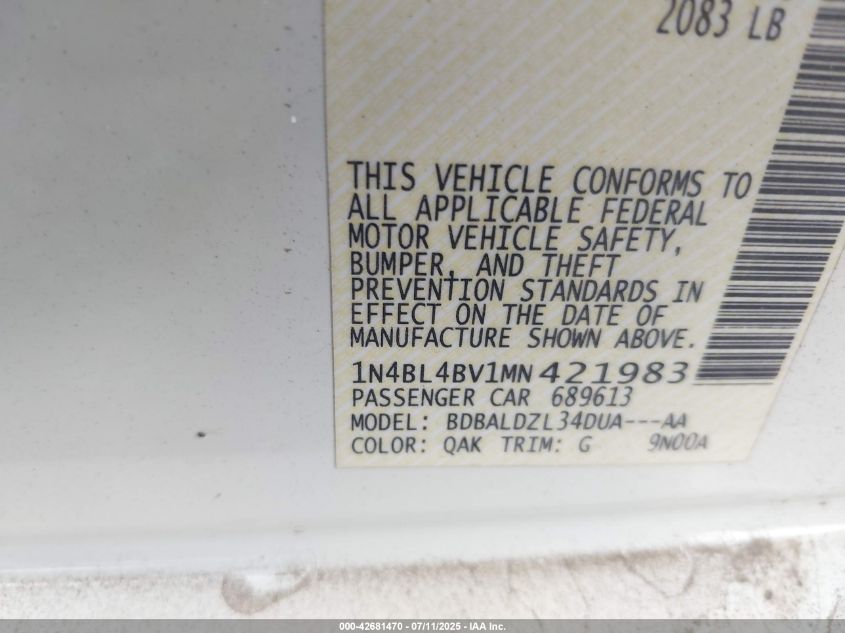 2083 LB
THIS VEHICLE CONFORMS TO
ALL APPLICABLE FEDERAL
MOTOR VEHICLE SAFETY,
BUMPER, AND THEFT
PREVENTION STANDARDS IN
EFFECT ON THE DATE OF
MANUFACTURE SHOWN ABOVE.
1N4BL4BV1MN421983
PASSENGER CAR 689613
MODEL: BDBALDZL34DUA---AA
COLOR: QAK TRIM: G 9N00A
000-42681470 - 07/11/2025 - IAA Inc.